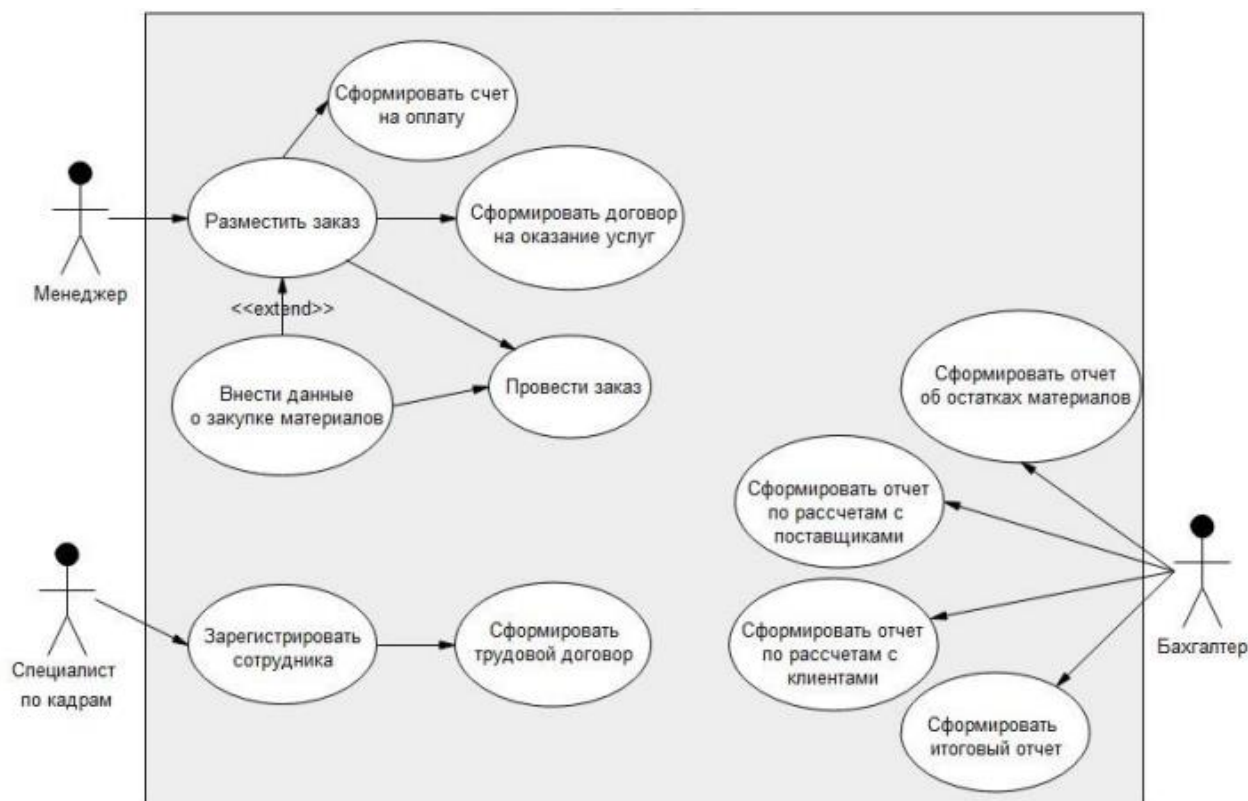 Сформировать счет
на оплату
Разместить заказ
Сформировать договор
на оказание услуг
Менеджер
<<extend>>
Внести данные
о закупке материалов
Провести заказ
Сформировать отчет
об остатках материалов
Сформировать отчет
по рассчетам с
поставщиками
Зарегистрировать
сотрудника
Сформировать
трудовой договор
Сформировать отчет
по рассчетам с
клиентами
Специалист
по кадрам
Бахгалтер
Сформировать
итоговый отчет